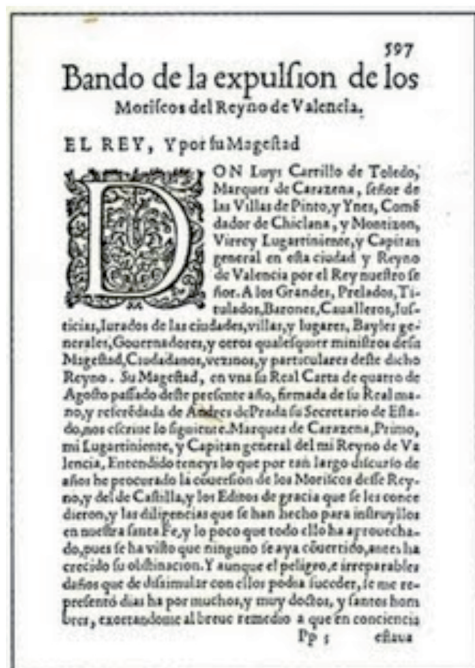 597
Bando de la expulſion de los
Moriſcos del Reyno de Valencia.
EL REY, Y por ſu Mageſtad
DON Luys Carrillo de Toledo,
Marques de Carazena, ſeñor de
las Villas de Pinto, y Ynes, Comẽ
dador de Chiclana, y Montizon,
Virrey Lugartiniente, y Capitan
general en eſta ciudad y Reyno
de Valencia por el Rey nueſtro ſe
ñor. A los Grandes, Prelados, Ti-
tulados, Barones, Caualleros, Iuſ-
ticias, Iurados de las ciudades, villas, y lugares, Bayles ge-
nerales, Gouernadores, y otros qualeſquier miniſtros de ſu
Mageſtad, Ciudadanos, vezinos, y particulares deſte dicho
Reyno. Su Mageſtad, en vna ſu Real Carta de quatro de
Agoſto paſſado deſte preſente año, firmada de ſu Real ma-
no, y referẽdada de Andres de Prada ſu Secretario de Eſta-
do, nos eſcriue lo ſiguiente. Marques de Carazena, Primo,
mi Lugartiniente, y Capitan general del mi Reyno de Va
lencia, Entendido teneys lo que por tan largo diſcurſo de
años he procurado la cõuerſion de los Moriſcos deſſe Rey-
no, y del de Caſtilla, y los Editos de gracia que ſe les conce
dieron, y las diligencias que ſe han hecho para inſtruyllos
en nueſtra ſanta Fe, y lo poco que todo ello ha aprouecha-
do, pues ſe ha viſto que ninguno ſe aya cõuertido, antes ha
crecido ſu obſtinacion. Y aunque el peligro, e irreparables
daños que de diſsimular con ellos podia ſuceder, ſe me re-
preſentó dias ha por muchos, y muy doctos, y ſantos hom
bres, exortandome al breue remedio a que en conciencia
Pp 5 eſtaua